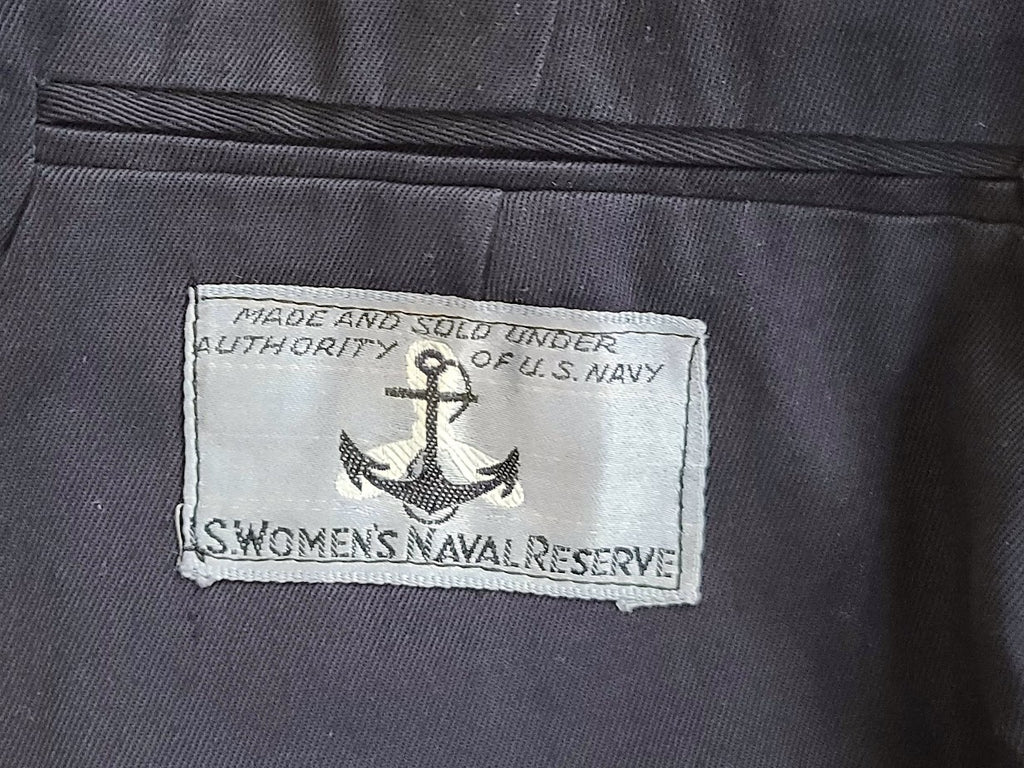 MADE AND SOLD UNDER
AUTHORITY OF U.S. NAVY
S. WOMEN'S NAVAL RESERVE